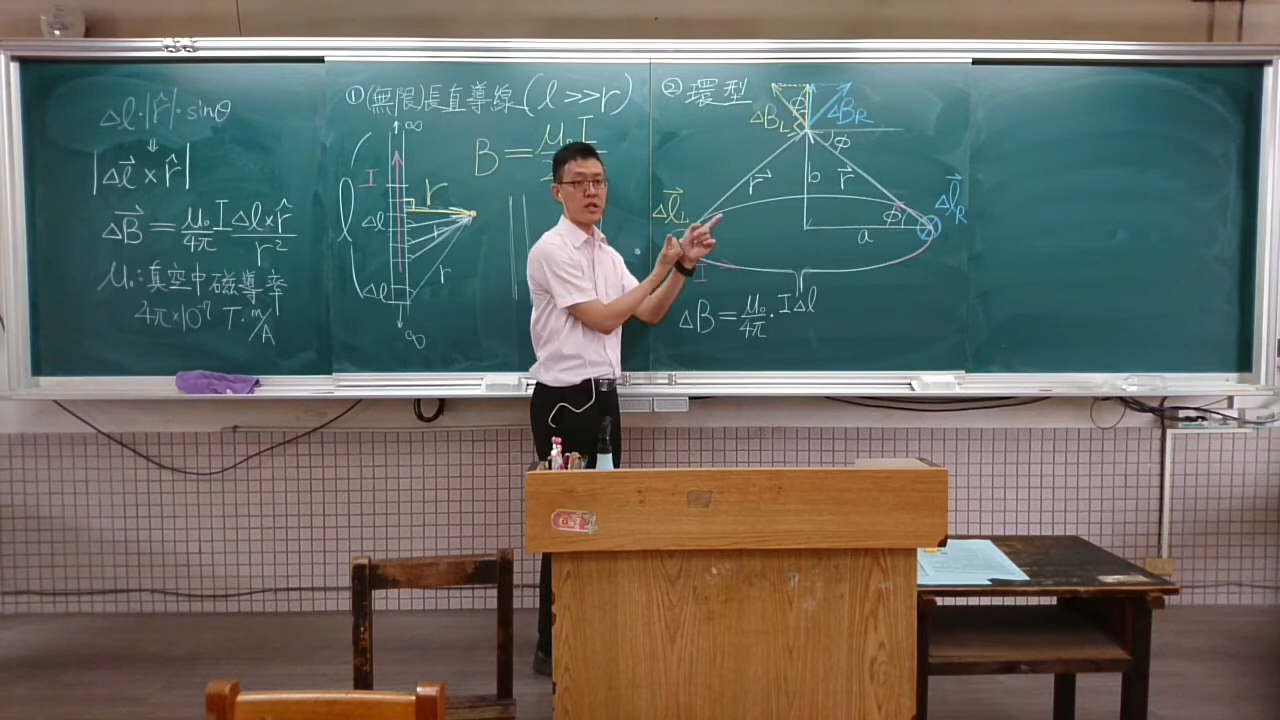 Δl·|r̂|·sinθ
⇓
|Δl⃗ × r̂|
ΔB⃗ = μ₀/4π IΔl×r̂/r²
μ₀:真空中磁導率
4π×10⁻⁷ T·m/A
①(無限)長直導線(l>>r)
B = μ₀I
∞
I
l
r
Δl
r
Δl
∞
②環型
ΔB_L
ΔB_R
φ
φ
r⃗
b
r⃗
Δl⃗_L
φ
Δl⃗_R
a
I
ΔB = μ₀/4π · IΔl